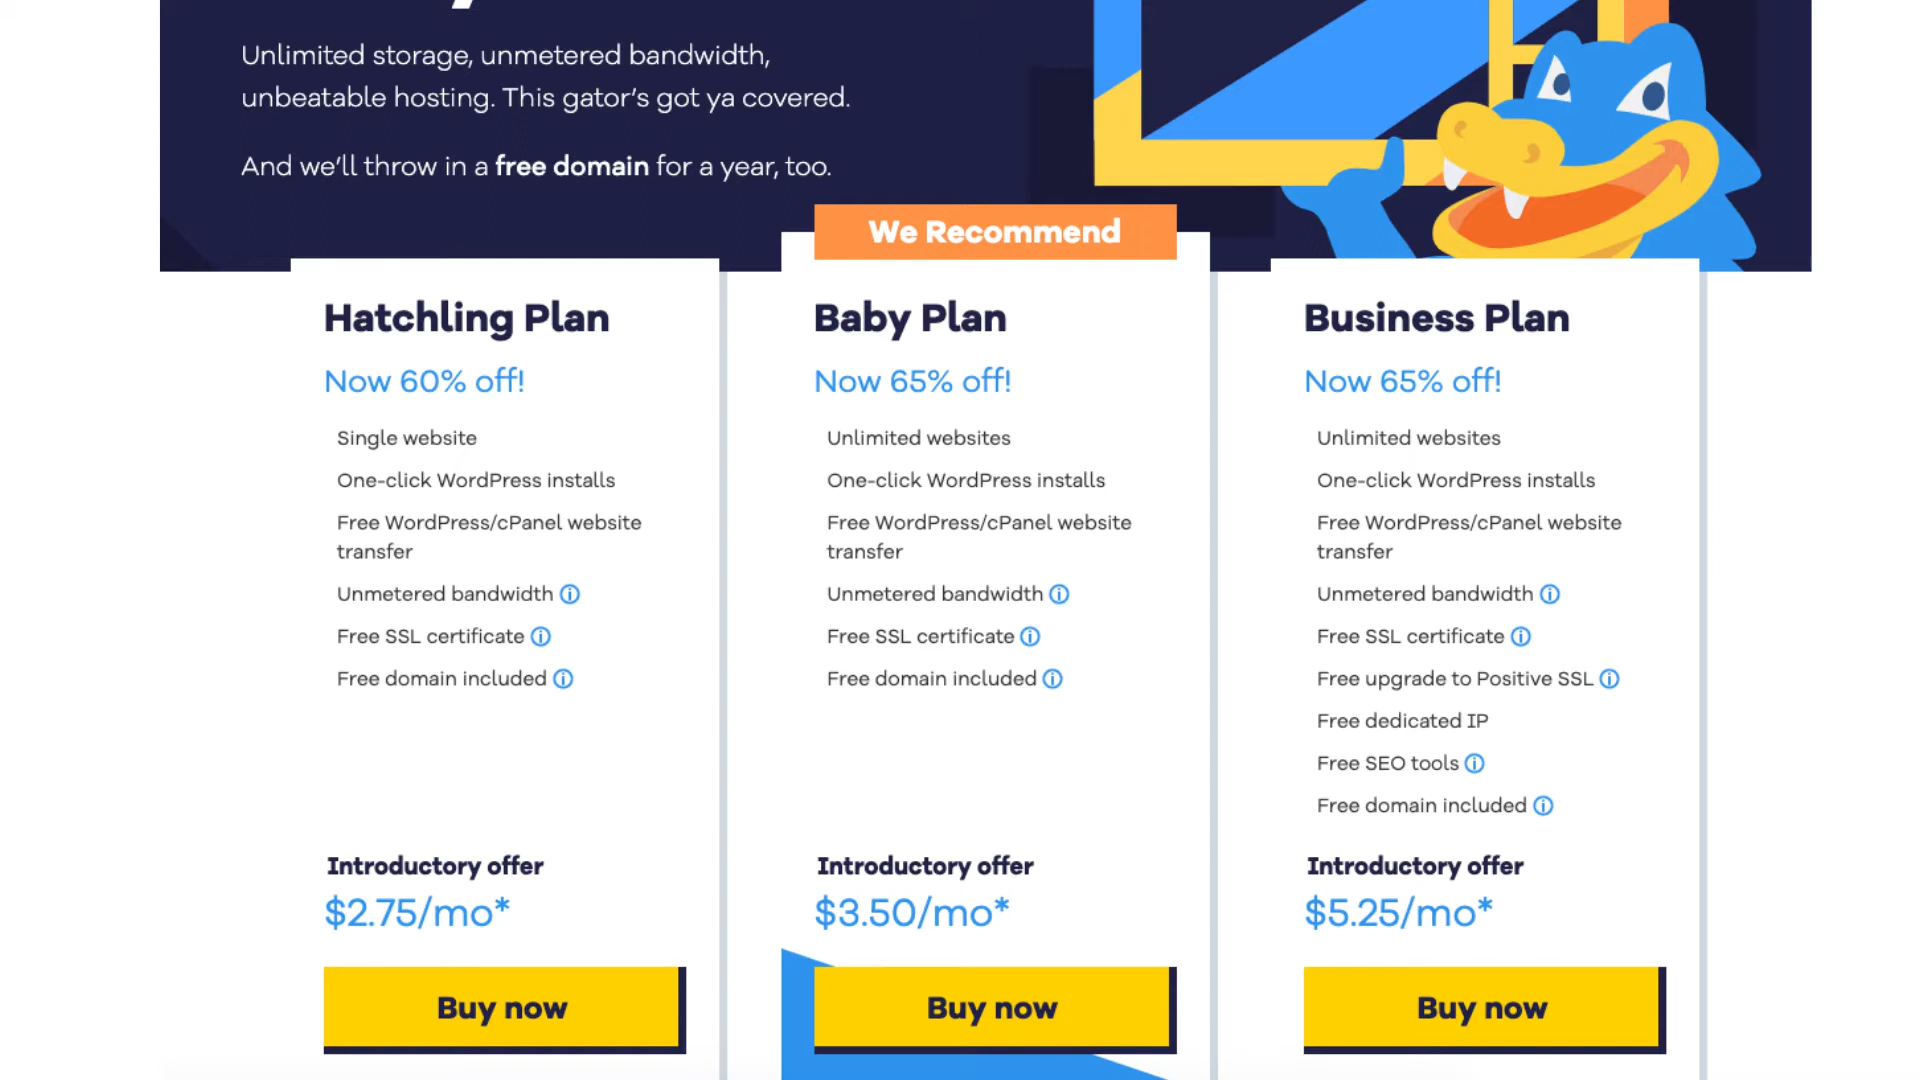 Unlimited storage, unmetered bandwidth,
unbeatable hosting. This gator's got ya covered.
And we'll throw in a free domain for a year, too.
We Recommend
Hatchling Plan
Now 60% off!
Single website
One-click WordPress installs
Free WordPress/cPanel website
transfer
Unmetered bandwidth
Free SSL certificate
Free domain included
Introductory offer
$2.75/mo*
Buy now
Baby Plan
Now 65% off!
Unlimited websites
One-click WordPress installs
Free WordPress/cPanel website
transfer
Unmetered bandwidth
Free SSL certificate
Free domain included
Introductory offer
$3.50/mo*
Buy now
Business Plan
Now 65% off!
Unlimited websites
One-click WordPress installs
Free WordPress/cPanel website
transfer
Unmetered bandwidth
Free SSL certificate
Free upgrade to Positive SSL
Free dedicated IP
Free SEO tools
Free domain included
Introductory offer
$5.25/mo*
Buy now